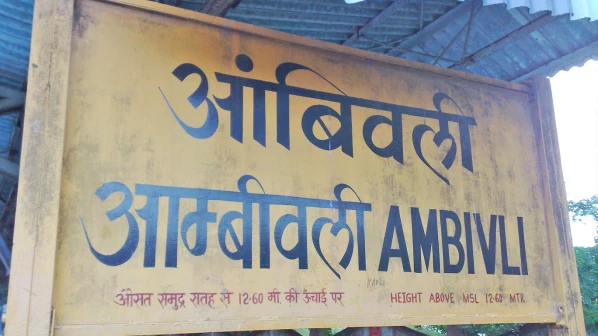 आंबिवली
आम्बीवली AMBIVLI
औसत समुद्र सतह से 12·60 मी. की ऊंचाई पर HEIGHT ABOVE MSL 12·60 MTR